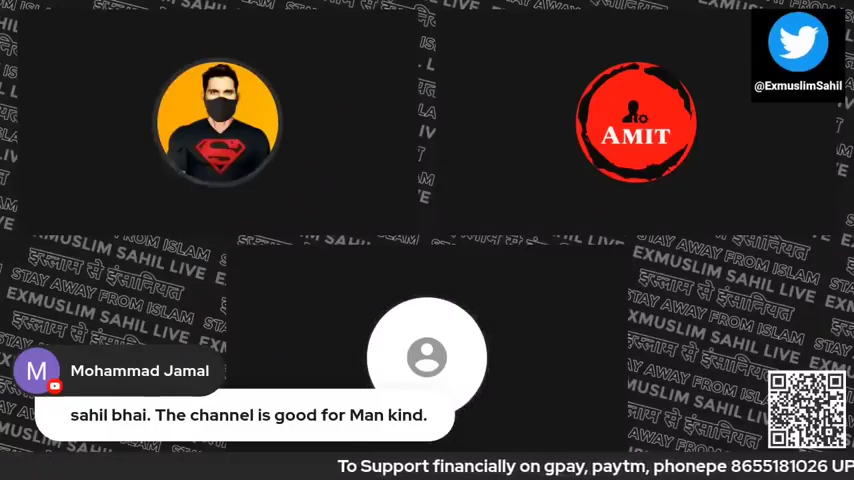 @ExmuslimSahil
AMIT
EXMUSLIM SAHIL LIVE
STAY AWAY FROM ISLAM
इस्लाम से इंसानियत
M
Mohammad Jamal
sahil bhai. The channel is good for Man kind.
To Support financially on gpay, paytm, phonepe 8655181026 UP